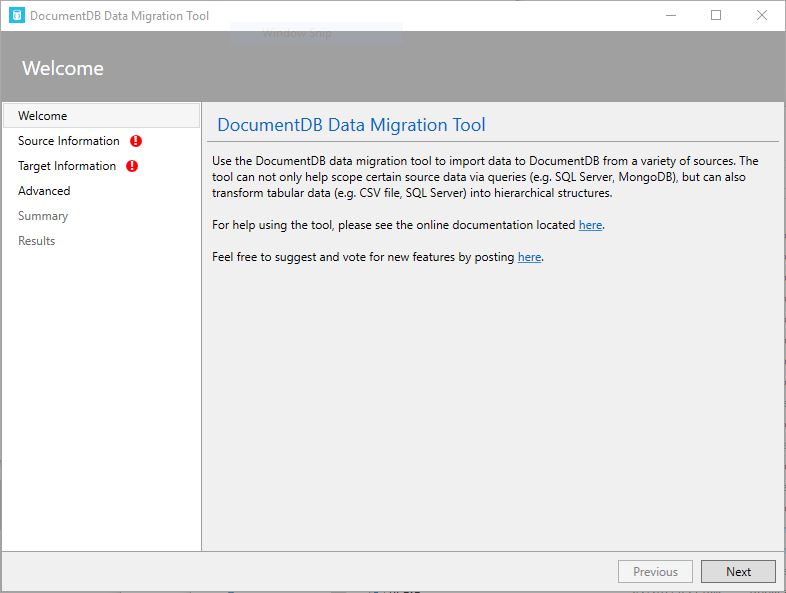 DocumentDB Data Migration Tool
Window Snip
Welcome
Welcome
Source Information
Target Information
Advanced
Summary
Results
DocumentDB Data Migration Tool
Use the DocumentDB data migration tool to import data to DocumentDB from a variety of sources. The
tool can not only help scope certain source data via queries (e.g. SQL Server, MongoDB), but can also
transform tabular data (e.g. CSV file, SQL Server) into hierarchical structures.
For help using the tool, please see the online documentation located here.
Feel free to suggest and vote for new features by posting here.
Previous
Next